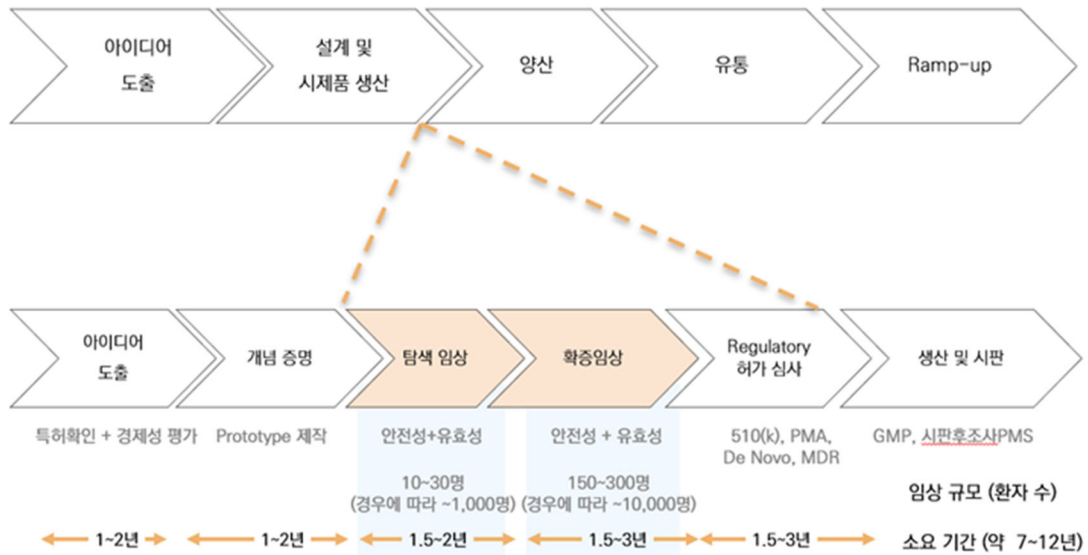 아이디어
도출
설계 및
시제품 생산
양산
유통
Ramp-up
아이디어
도출
개념 증명
탐색 임상
확증임상
Regulatory
허가 심사
생산 및 시판
특허확인 + 경제성 평가
Prototype 제작
안전성+유효성
안전성 + 유효성
510(k), PMA,
De Novo, MDR
GMP, 시판후조사PMS
10~30명
(경우에 따라 ~1,000명)
150~300명
(경우에 따라 ~10,000명)
임상 규모 (환자 수)
1~2년
1~2년
1.5~2년
1.5~3년
1.5~3년
소요 기간 (약 7~12년)